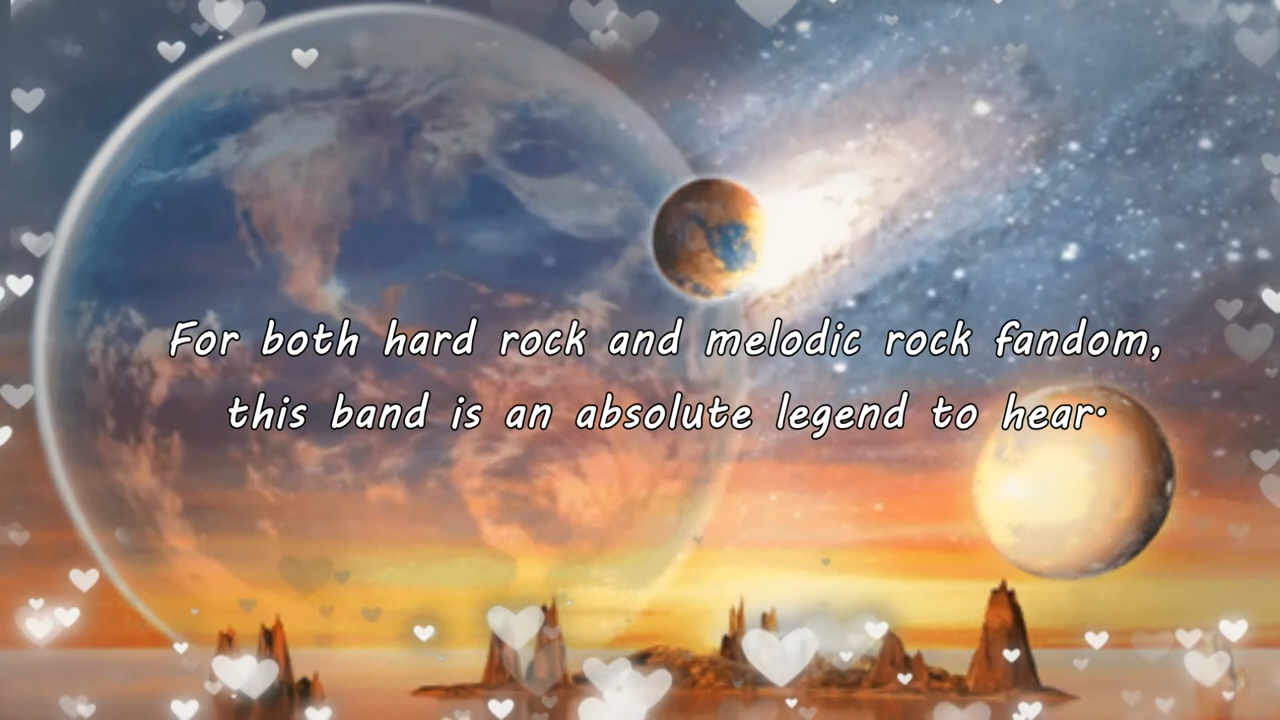 For both hard rock and melodic rock fandom,
this band is an absolute legend to hear·